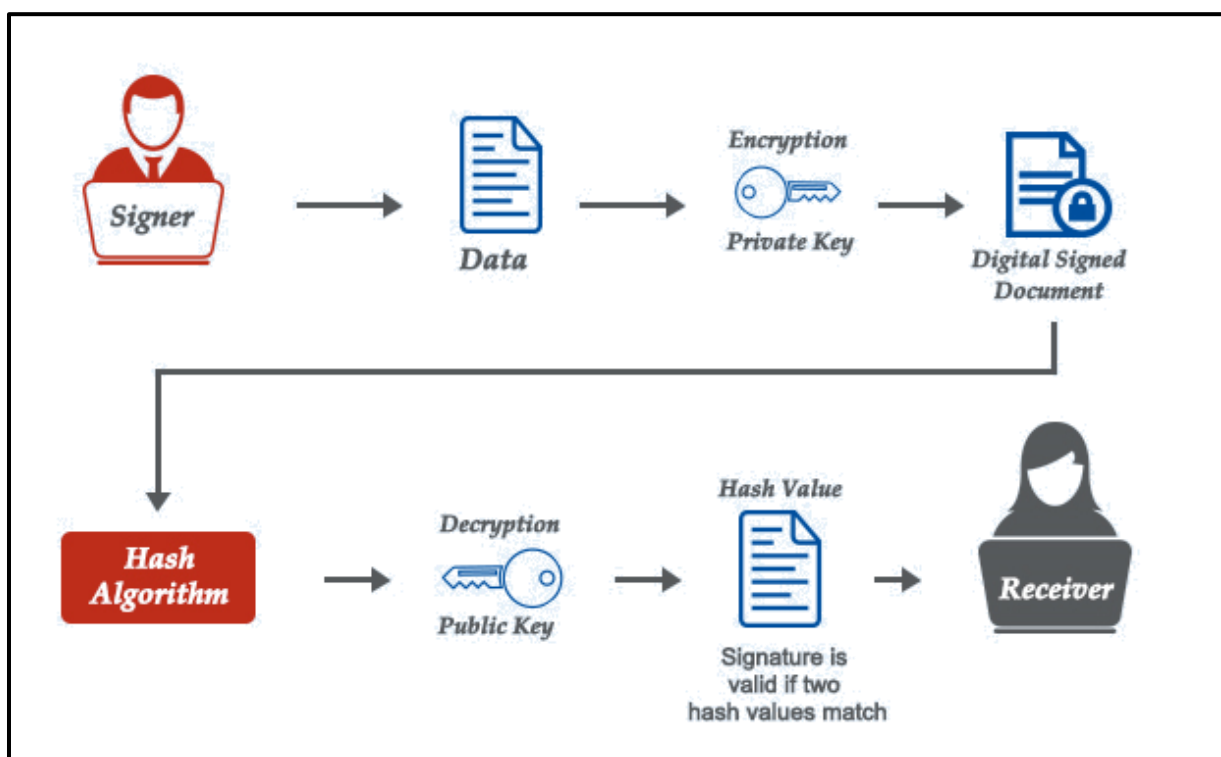 Signer
Data
Encryption
Private Key
Digital Signed
Document
Hash
Algorithm
Decryption
Public Key
Hash Value
Signature is
valid if two
hash values match
Receiver